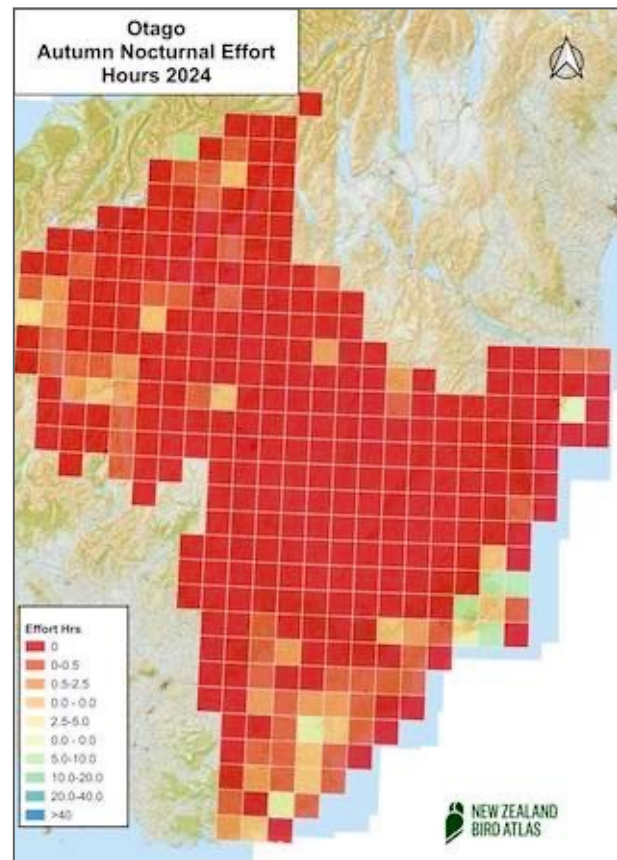 Otago
Autumn Nocturnal Effort
Hours 2024
Effort Hrs
0
0-0.5
0.5-2.5
0.0 - 0.0
2.5-5.0
0.0 - 0.0
5.0-10.0
10.0-20.0
20.0-40.0
>40
NEW ZEALAND
BIRD ATLAS